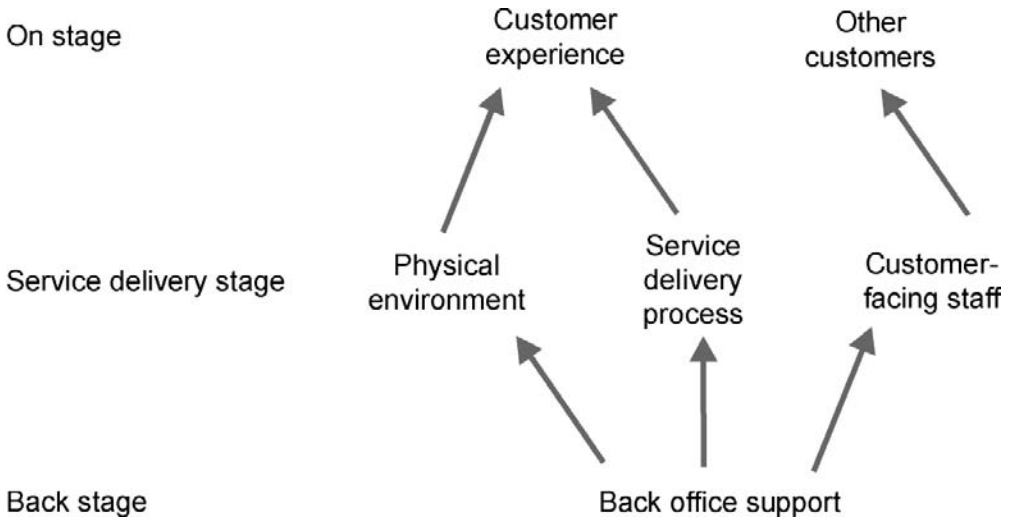 On stage
Customer
experience
Other
customers
Service delivery stage
Physical
environment
Service
delivery
process
Customer-
facing staff
Back stage
Back office support